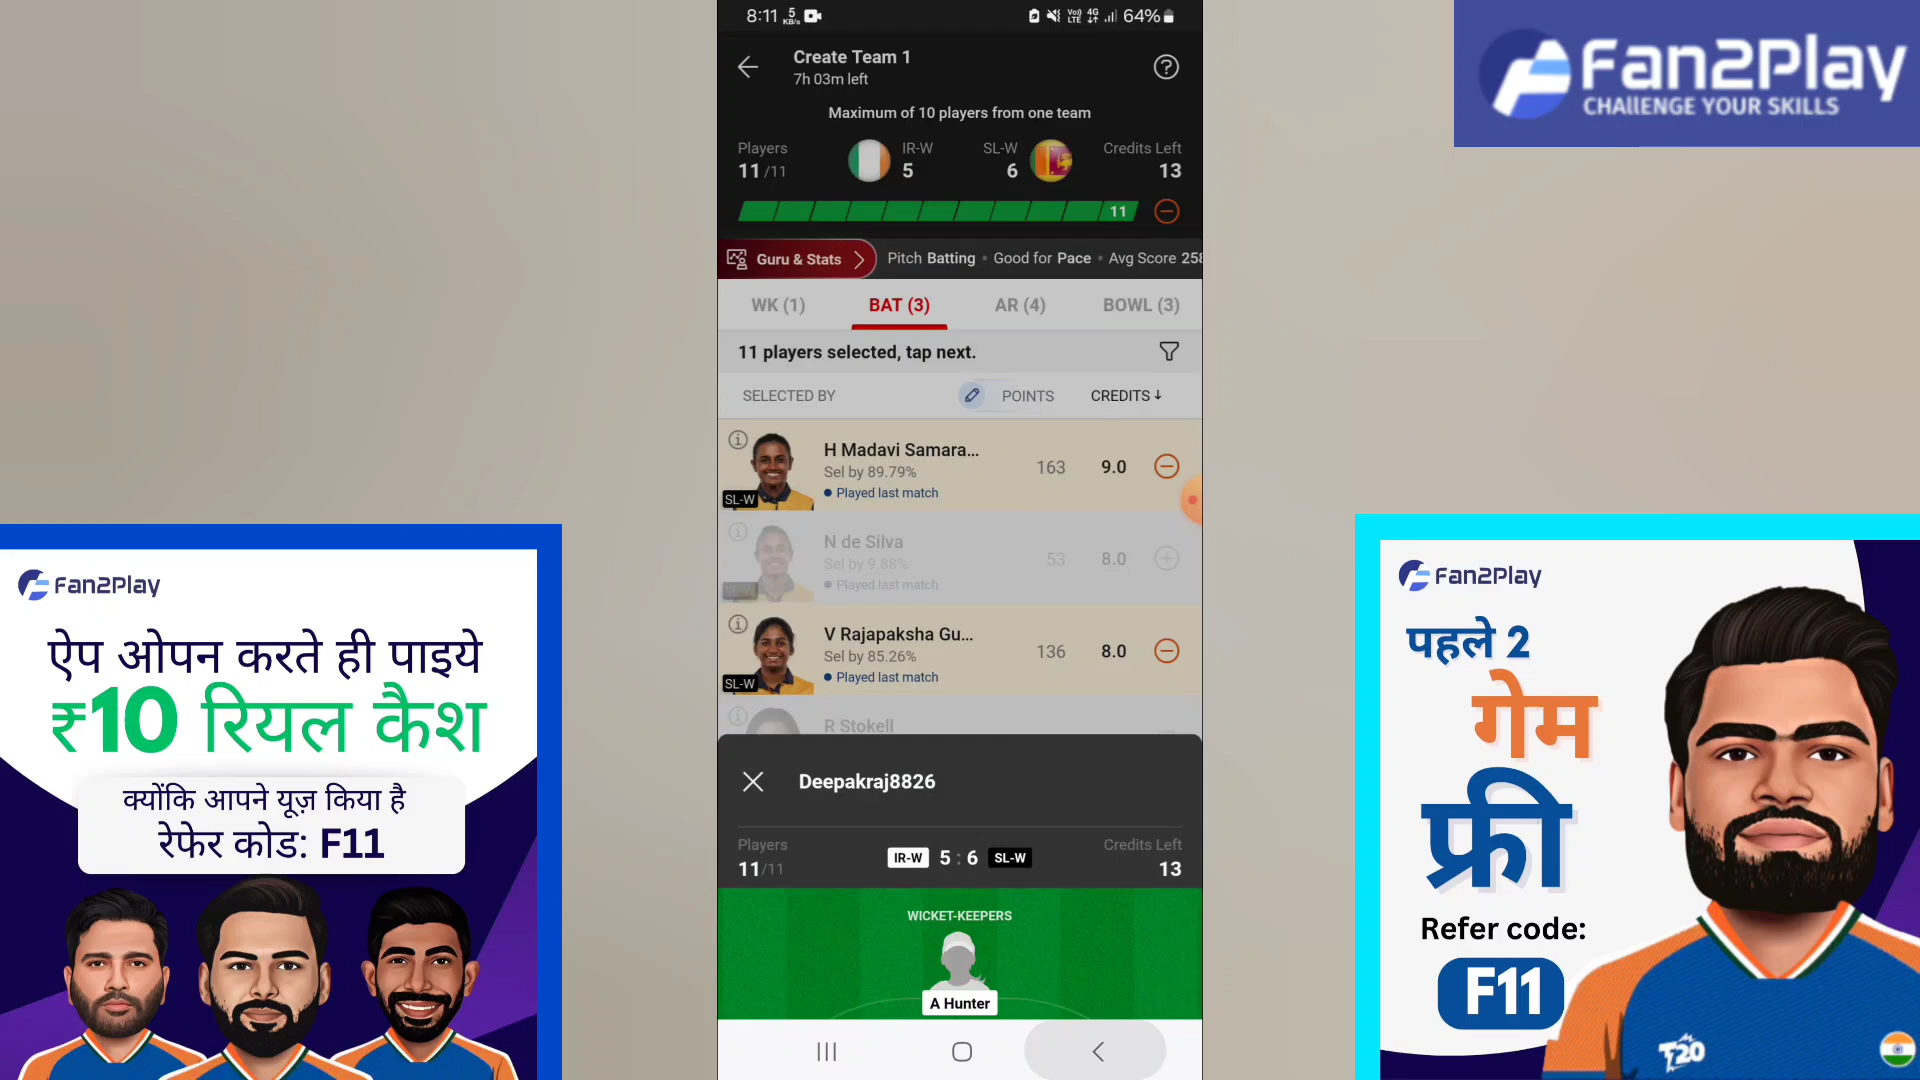 8:11 5 KB/s Vo) LTE 4G 64%
Create Team 1
7h 03m left
Maximum of 10 players from one team
Players IR-W SL-W Credits Left
11/11 5 6 13
11
Guru & Stats Pitch Batting • Good for Pace • Avg Score 258
WK (1) BAT (3) AR (4) BOWL (3)
11 players selected, tap next.
SELECTED BY POINTS CREDITS ↓
H Madavi Samara...
Sel by 89.79% 163 9.0
SL-W • Played last match
N de Silva
Sel by 9.88% 53 8.0
• Played last match
V Rajapaksha Gu...
Sel by 85.26% 136 8.0
SL-W • Played last match
R Stokell
Deepakraj8826
Players IR-W 5 : 6 SL-W Credits Left
11/11 13
WICKET-KEEPERS
A Hunter
Fan2Play
CHAllENGE YOUR SKILLS
Fan2Play
ऐप ओपन करते ही पाइये
₹10 रियल कैश
क्योंकि आपने यूज़ किया है
रेफेर कोड: F11
Fan2Play
पहले 2
गेम
फ्री
Refer code:
F11
T20